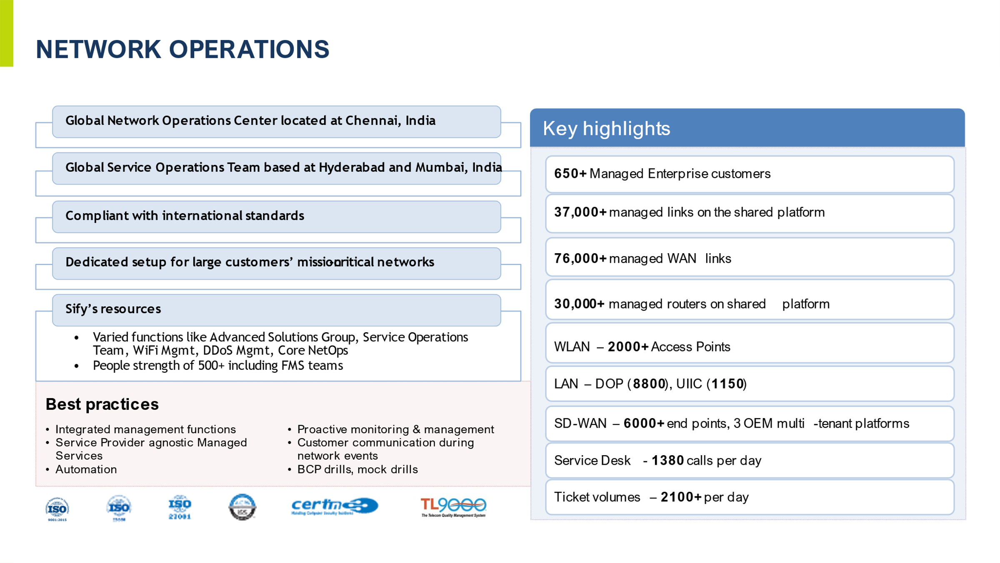 NETWORK OPERATIONS
Global Network Operations Center located at Chennai, India
Global Service Operations Team based at Hyderabad and Mumbai, India
Compliant with international standards
Dedicated setup for large customers’ mission-critical networks
Sify’s resources
• Varied functions like Advanced Solutions Group, Service Operations
Team, WiFi Mgmt, DDoS Mgmt, Core NetOps
• People strength of 500+ including FMS teams
Best practices
• Integrated management functions
• Service Provider agnostic Managed
Services
• Automation
• Proactive monitoring & management
• Customer communication during
network events
• BCP drills, mock drills
ISO
9001:2015
ISO
ISO
TL9000
The Telecom Quality Management System
Key highlights
650+ Managed Enterprise customers
37,000+ managed links on the shared platform
76,000+ managed WAN links
30,000+ managed routers on shared platform
WLAN – 2000+ Access Points
LAN – DOP (8800), UIIC (1150)
SD-WAN – 6000+ end points, 3 OEM multi -tenant platforms
Service Desk - 1380 calls per day
Ticket volumes – 2100+ per day